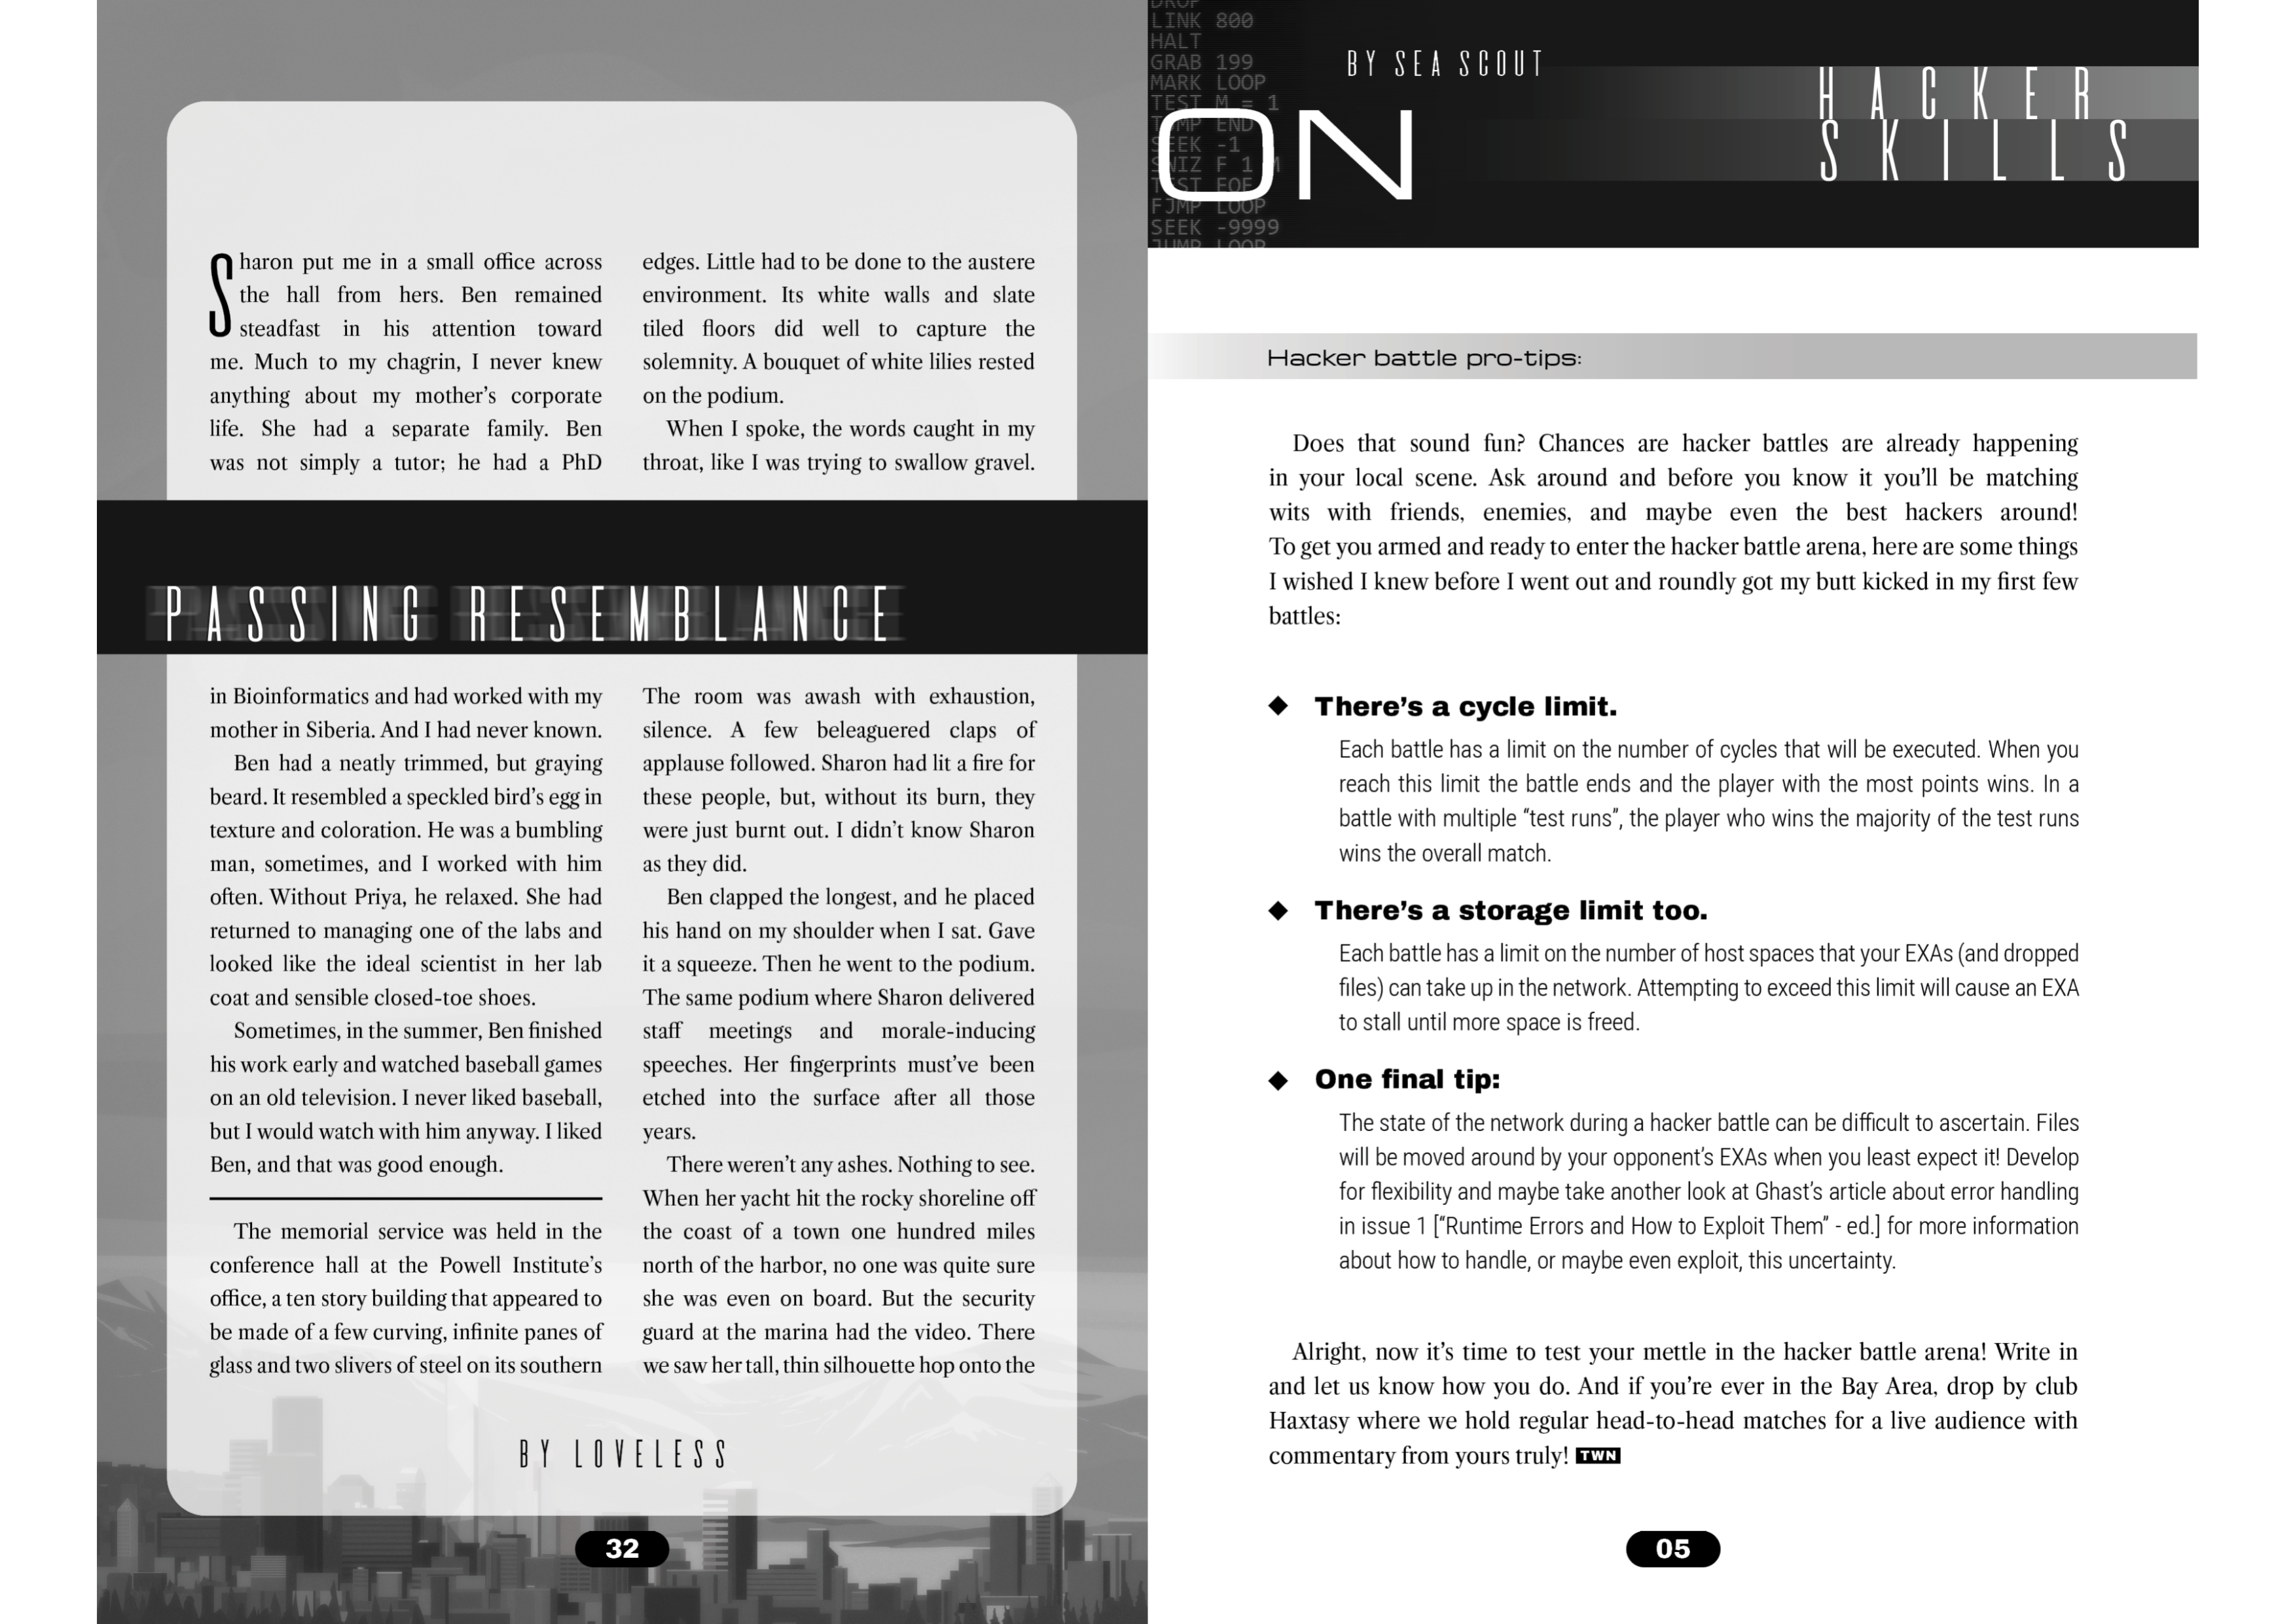 Sharon put me in a small office across
the hall from hers. Ben remained
steadfast in his attention toward
me. Much to my chagrin, I never knew
anything about my mother’s corporate
life. She had a separate family. Ben
was not simply a tutor; he had a PhD
edges. Little had to be done to the austere
environment. Its white walls and slate
tiled floors did well to capture the
solemnity. A bouquet of white lilies rested
on the podium.
When I spoke, the words caught in my
throat, like I was trying to swallow gravel.
PASSING RESEMBLANCE
in Bioinformatics and had worked with my
mother in Siberia. And I had never known.
Ben had a neatly trimmed, but graying
beard. It resembled a speckled bird’s egg in
texture and coloration. He was a bumbling
man, sometimes, and I worked with him
often. Without Priya, he relaxed. She had
returned to managing one of the labs and
looked like the ideal scientist in her lab
coat and sensible closed-toe shoes.
Sometimes, in the summer, Ben finished
his work early and watched baseball games
on an old television. I never liked baseball,
but I would watch with him anyway. I liked
Ben, and that was good enough.
The memorial service was held in the
conference hall at the Powell Institute’s
office, a ten story building that appeared to
be made of a few curving, infinite panes of
glass and two slivers of steel on its southern
The room was awash with exhaustion,
silence. A few beleaguered claps of
applause followed. Sharon had lit a fire for
these people, but, without its burn, they
were just burnt out. I didn’t know Sharon
as they did.
Ben clapped the longest, and he placed
his hand on my shoulder when I sat. Gave
it a squeeze. Then he went to the podium.
The same podium where Sharon delivered
staff meetings and morale-inducing
speeches. Her fingerprints must’ve been
etched into the surface after all those
years.
There weren’t any ashes. Nothing to see.
When her yacht hit the rocky shoreline off
the coast of a town one hundred miles
north of the harbor, no one was quite sure
she was even on board. But the security
guard at the marina had the video. There
we saw her tall, thin silhouette hop onto the
BY LOVELESS
32
DROP
LINK 800
HALT
GRAB 199
MARK LOOP
TEST M = 1
TJMP END
SEEK -1
SWIZ F 1 M
TEST EOF
FJMP LOOP
SEEK -9999
JUMP LOOP
BY SEA SCOUT
ON
HACKER
SKILLS
Hacker battle pro-tips:
Does that sound fun? Chances are hacker battles are already happening
in your local scene. Ask around and before you know it you’ll be matching
wits with friends, enemies, and maybe even the best hackers around!
To get you armed and ready to enter the hacker battle arena, here are some things
I wished I knew before I went out and roundly got my butt kicked in my first few
battles:
◆ There’s a cycle limit.
Each battle has a limit on the number of cycles that will be executed. When you
reach this limit the battle ends and the player with the most points wins. In a
battle with multiple “test runs”, the player who wins the majority of the test runs
wins the overall match.
◆ There’s a storage limit too.
Each battle has a limit on the number of host spaces that your EXAs (and dropped
files) can take up in the network. Attempting to exceed this limit will cause an EXA
to stall until more space is freed.
◆ One final tip:
The state of the network during a hacker battle can be difficult to ascertain. Files
will be moved around by your opponent’s EXAs when you least expect it! Develop
for flexibility and maybe take another look at Ghast’s article about error handling
in issue 1 [“Runtime Errors and How to Exploit Them” - ed.] for more information
about how to handle, or maybe even exploit, this uncertainty.
Alright, now it’s time to test your mettle in the hacker battle arena! Write in
and let us know how you do. And if you’re ever in the Bay Area, drop by club
Haxtasy where we hold regular head-to-head matches for a live audience with
commentary from yours truly! TWN
05